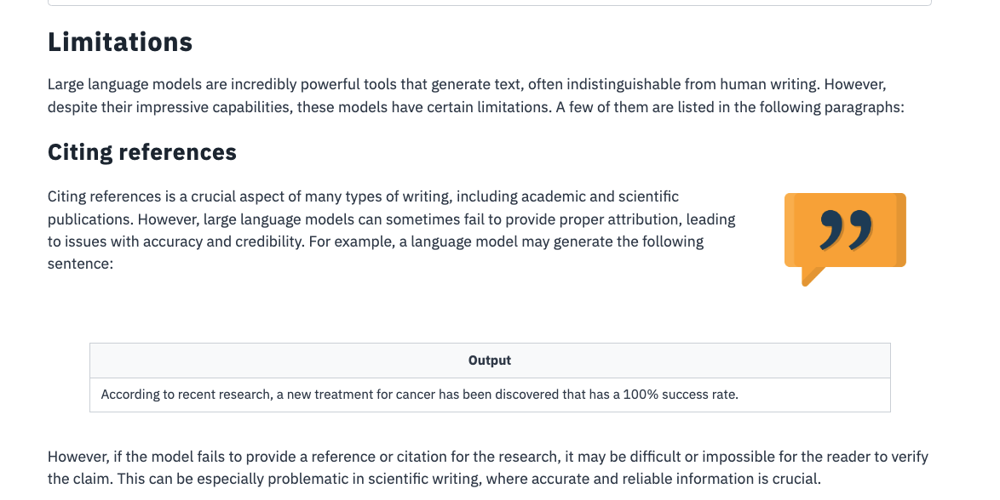 Limitations
Large language models are incredibly powerful tools that generate text, often indistinguishable from human writing. However,
despite their impressive capabilities, these models have certain limitations. A few of them are listed in the following paragraphs:
Citing references
Citing references is a crucial aspect of many types of writing, including academic and scientific
publications. However, large language models can sometimes fail to provide proper attribution, leading
to issues with accuracy and credibility. For example, a language model may generate the following
sentence:
Output
According to recent research, a new treatment for cancer has been discovered that has a 100% success rate.
However, if the model fails to provide a reference or citation for the research, it may be difficult or impossible for the reader to verify
the claim. This can be especially problematic in scientific writing, where accurate and reliable information is crucial.